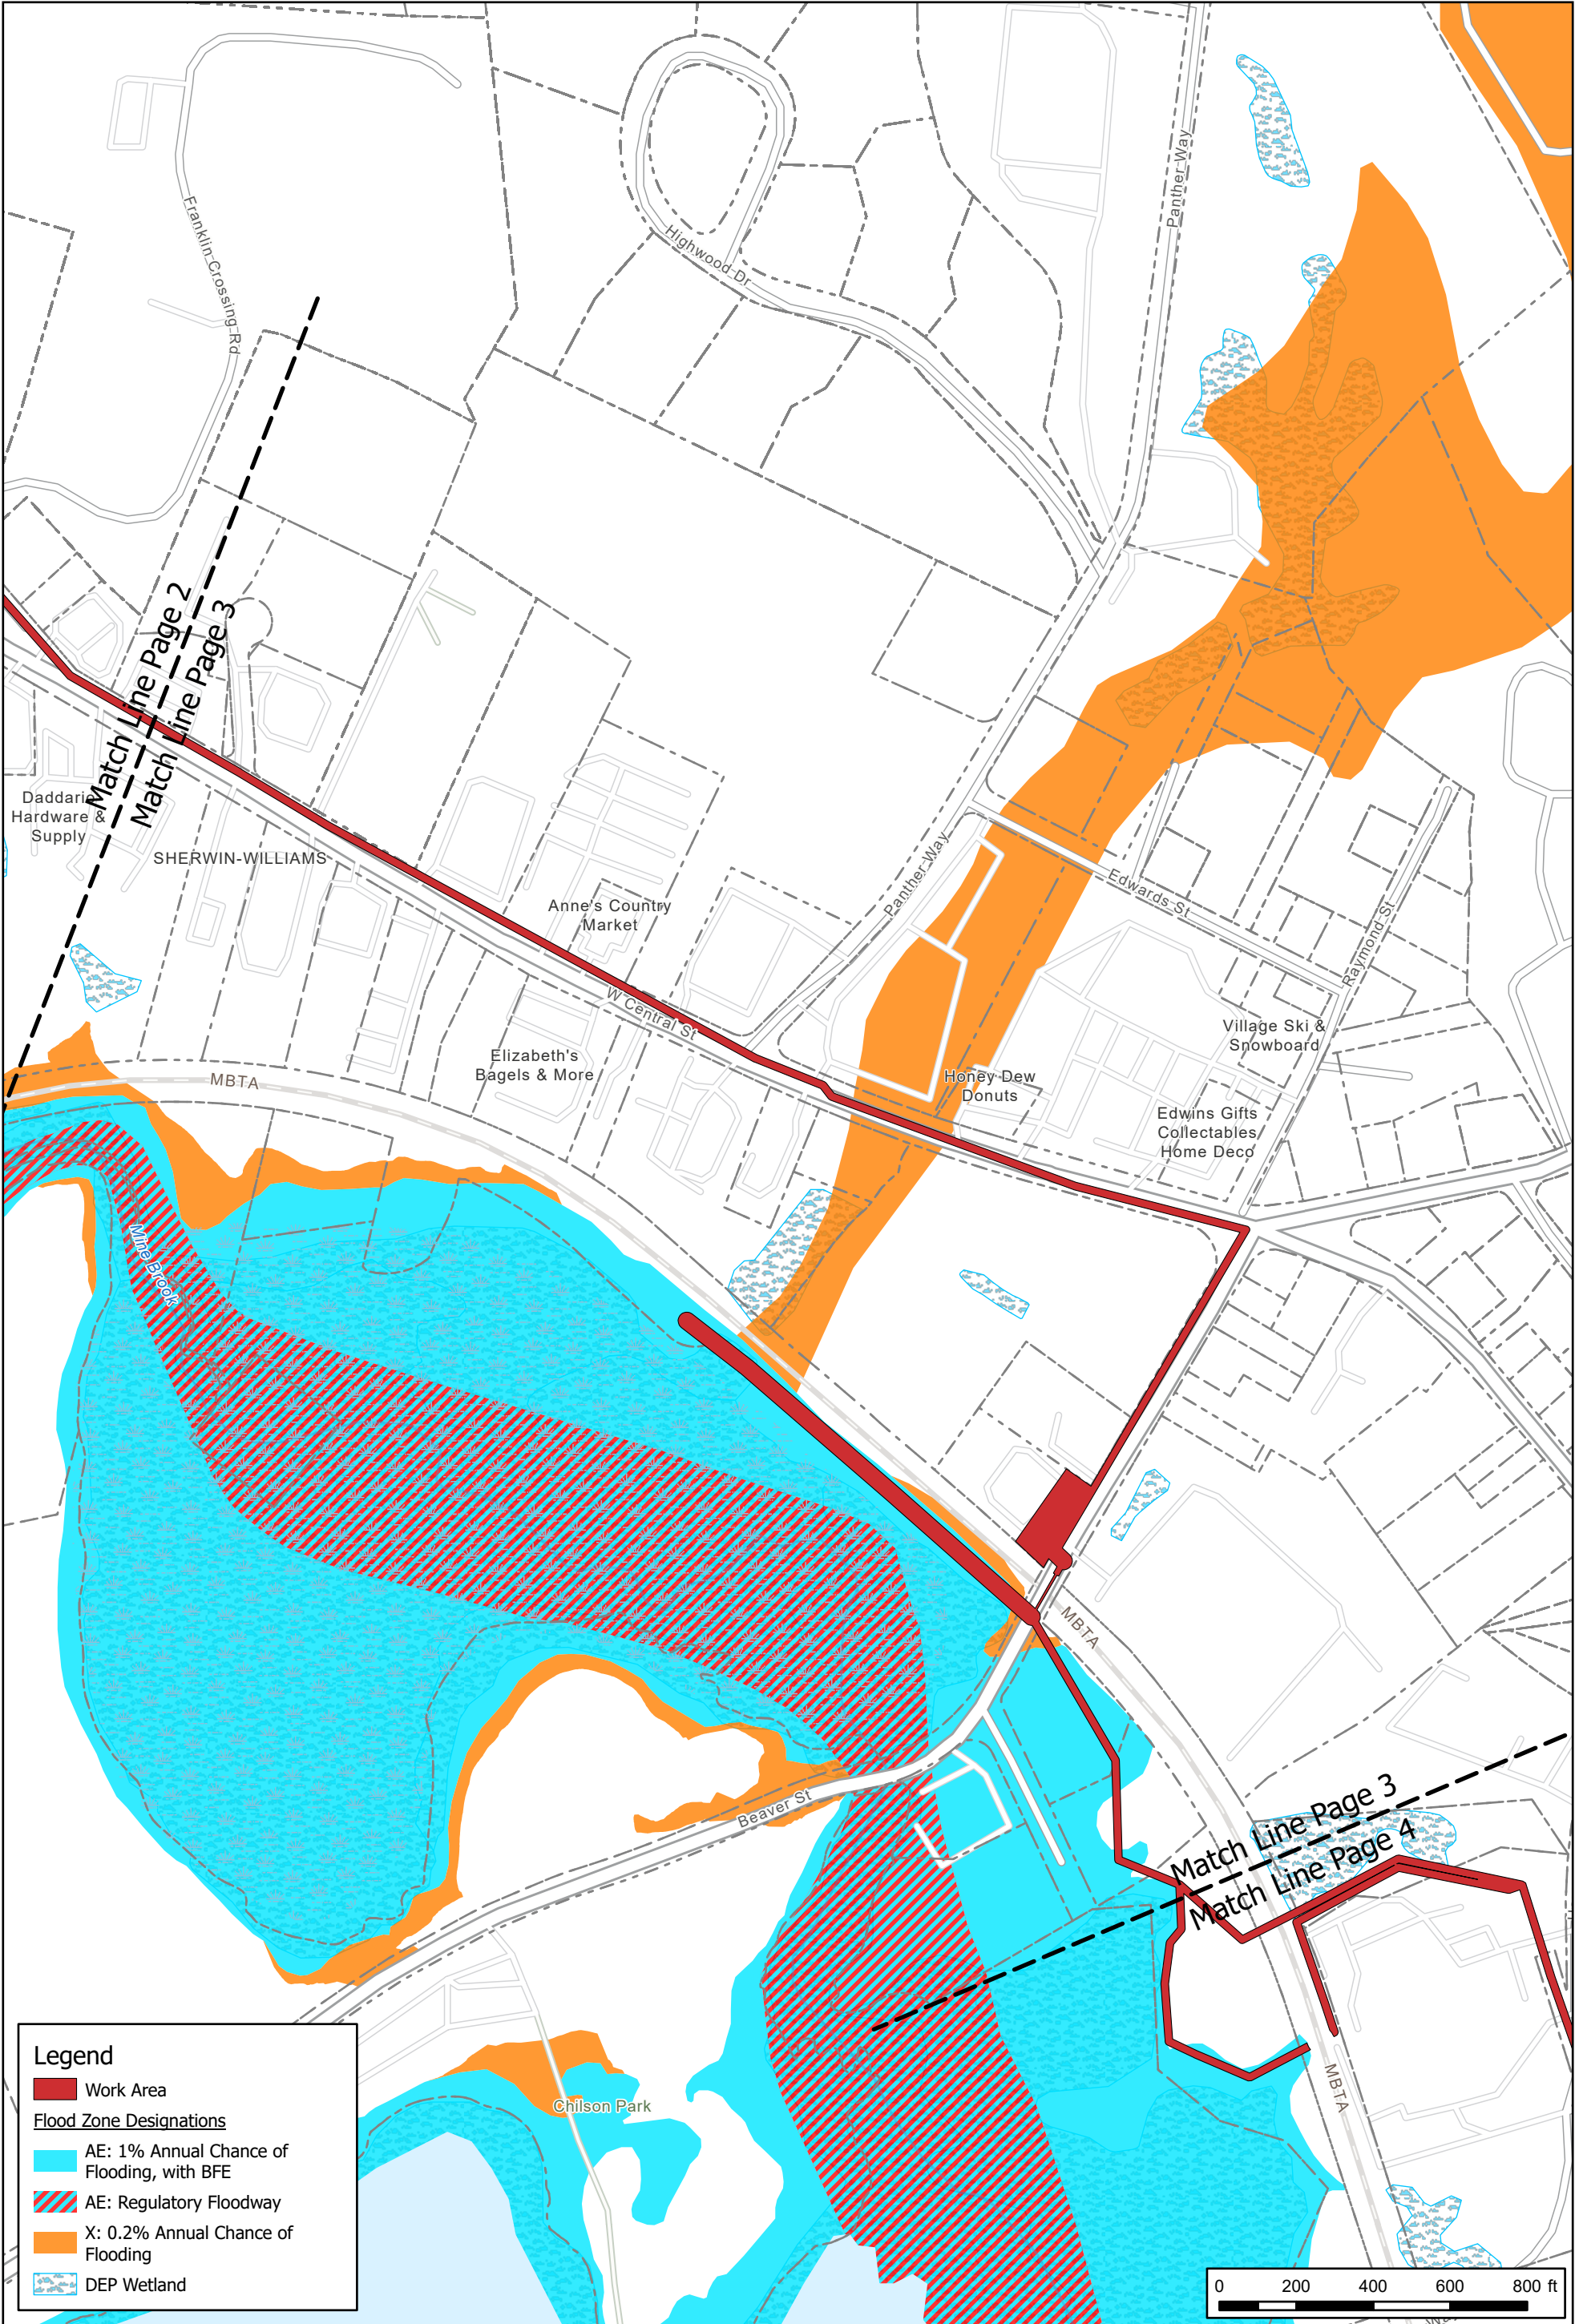 Panther Way
Franklin Crossing Rd
Highwood Dr
Match Line Page 2
Match Line Page 3
Daddario
Hardware &
Supply
SHERWIN-WILLIAMS
Anne's Country
Market
Panther Way
Edwards St
Raymond St
W Central St
Elizabeth's
Bagels & More
Village Ski &
Snowboard
Honey Dew
Donuts
Edwins Gifts
Collectables
Home Deco
MBTA
Mine Brook
MBTA
Beaver St
Match Line Page 3
Match Line Page 4
MBTA
Chilson Park
Legend
Work Area
Flood Zone Designations
AE: 1% Annual Chance of
Flooding, with BFE
AE: Regulatory Floodway
X: 0.2% Annual Chance of
Flooding
DEP Wetland
0 200 400 600 800 ft